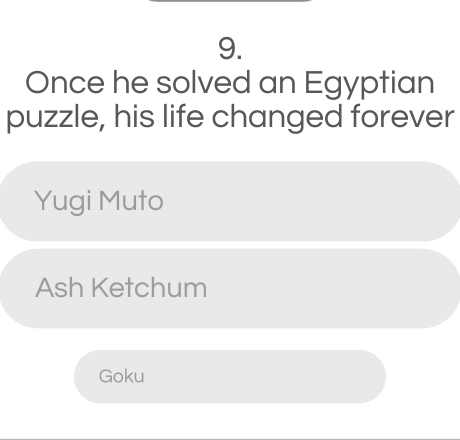 9.
Once he solved an Egyptian
puzzle, his life changed forever
Yugi Muto
Ash Ketchum
Goku